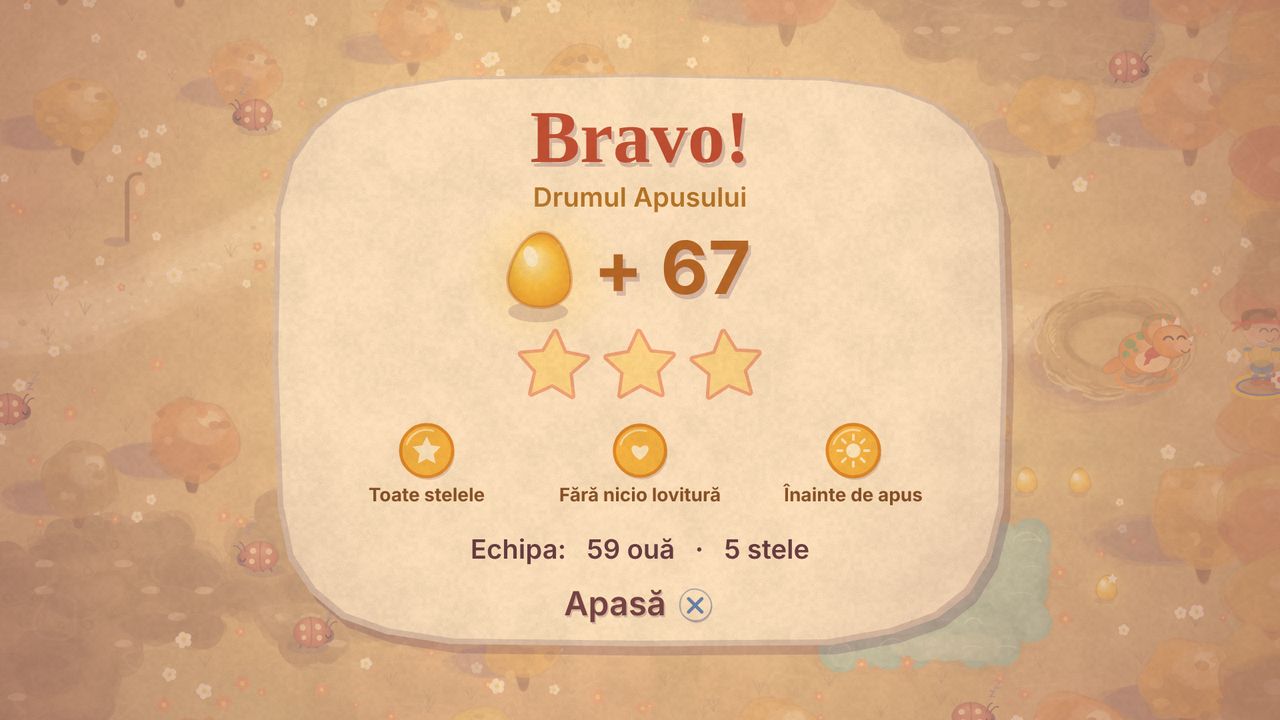 Bravo!
Drumul Apusului
+ 67
Toate stelele
Fără nicio lovitură
Înainte de apus
Echipa: 59 ouă · 5 stele
Apasă